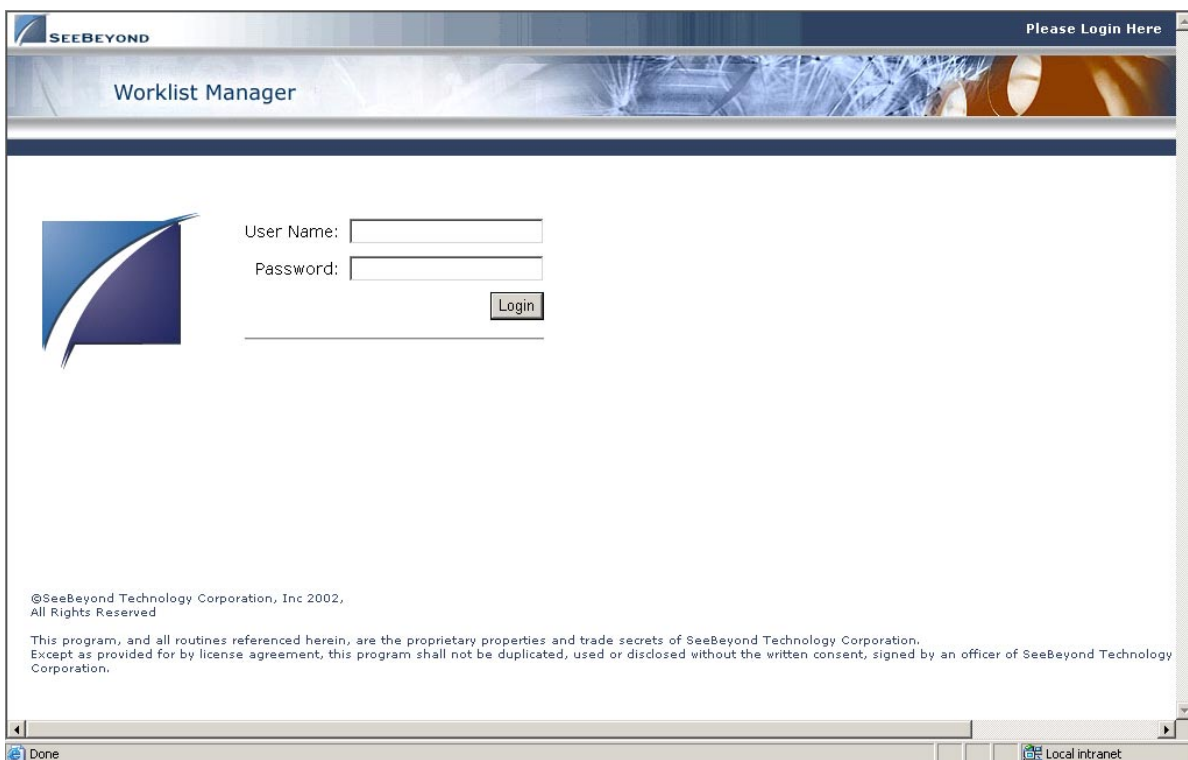 SEEBEYOND
Please Login Here
Worklist Manager
User Name:
Password:
Login
©SeeBeyond Technology Corporation, Inc 2002,
All Rights Reserved
This program, and all routines referenced herein, are the proprietary properties and trade secrets of SeeBeyond Technology Corporation.
Except as provided for by license agreement, this program shall not be duplicated, used or disclosed without the written consent, signed by an officer of SeeBeyond Technology
Corporation.
Done
Local intranet